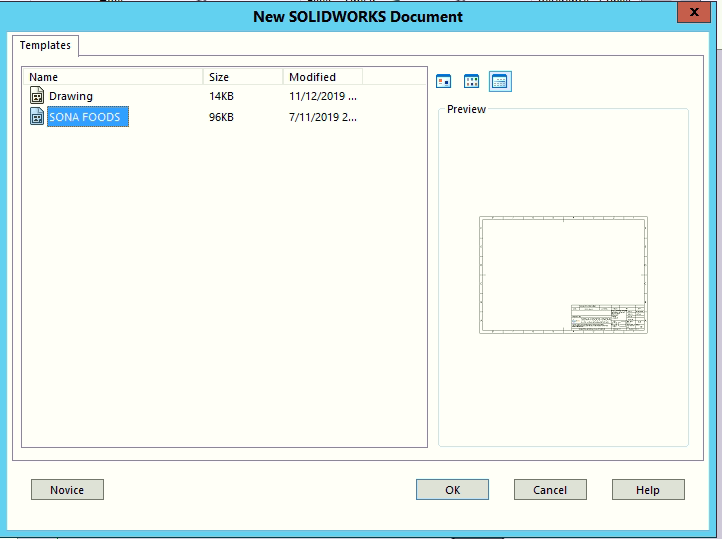 New SOLIDWORKS Document
x
Templates
Name Size Modified
Drawing 14KB 11/12/2019 ...
SONA FOODS 96KB 7/11/2019 2...
Preview
Novice OK Cancel Help